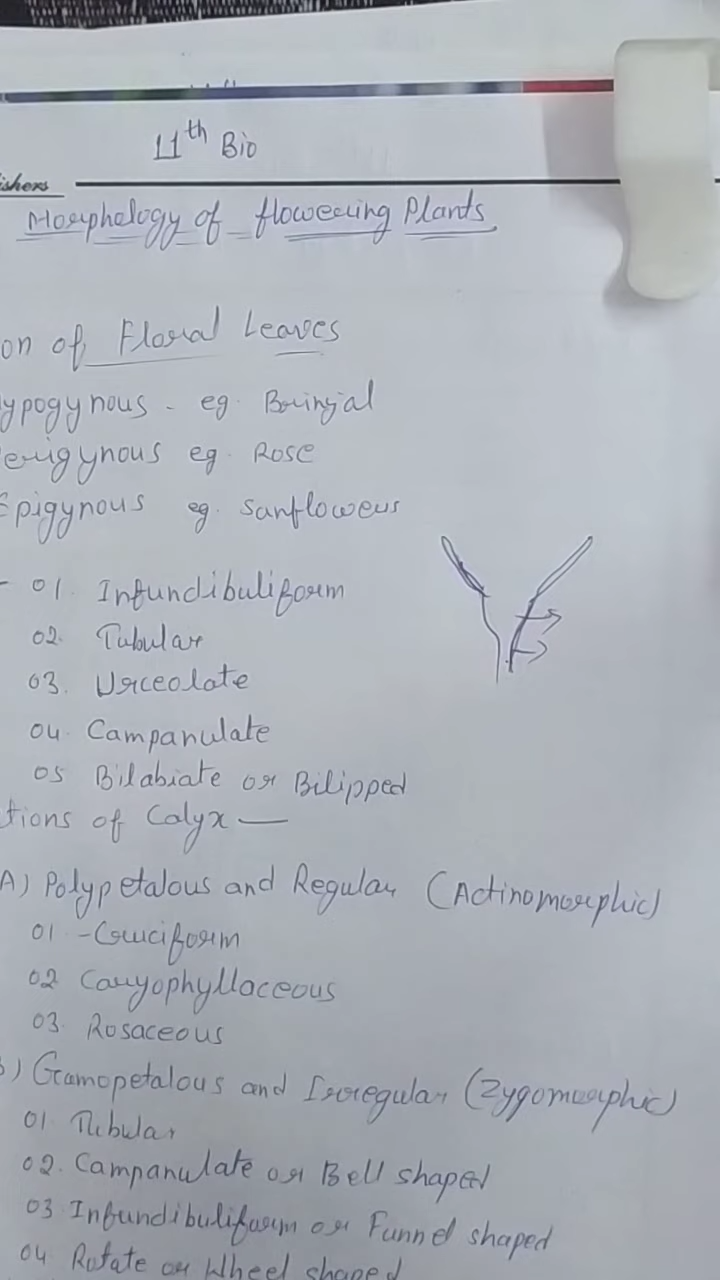 11th Bio
ishers
Morphology of flowering Plants
on of Floral Leaves
ypogynous - eg. Brinjal
erigynous eg. Rose
Epigynous eg. Sanflowers
- 01. Infundibuliform
02. Tubular
03. Urceolate
04. Campanulate
05 Bilabiate or Bilipped
tions of Calyx —
A) Polypetalous and Regular (Actinomorphic)
01 - Cruciform
02 Caryophyllaceous
03. Rosaceous
) Gamopetalous and Irregular (Zygomorphic)
01 Tubular
02. Campanulate or Bell shaped
03 Infundibuliform or Funnel shaped
04 Rotate or Wheel shaped